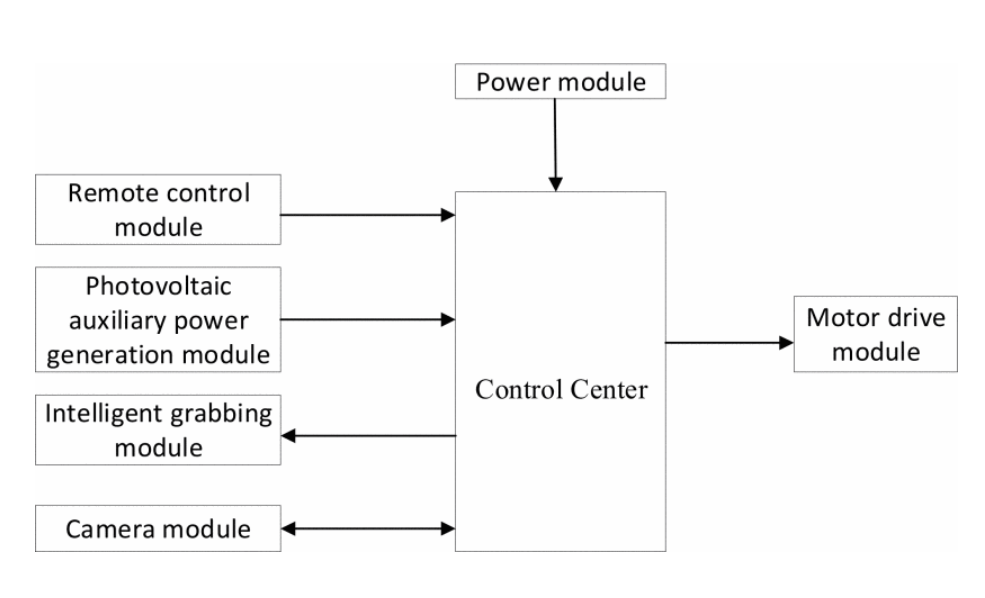 Power module
Remote control
module
Photovoltaic
auxiliary power
generation module
Intelligent grabbing
module
Camera module
Control Center
Motor drive
module